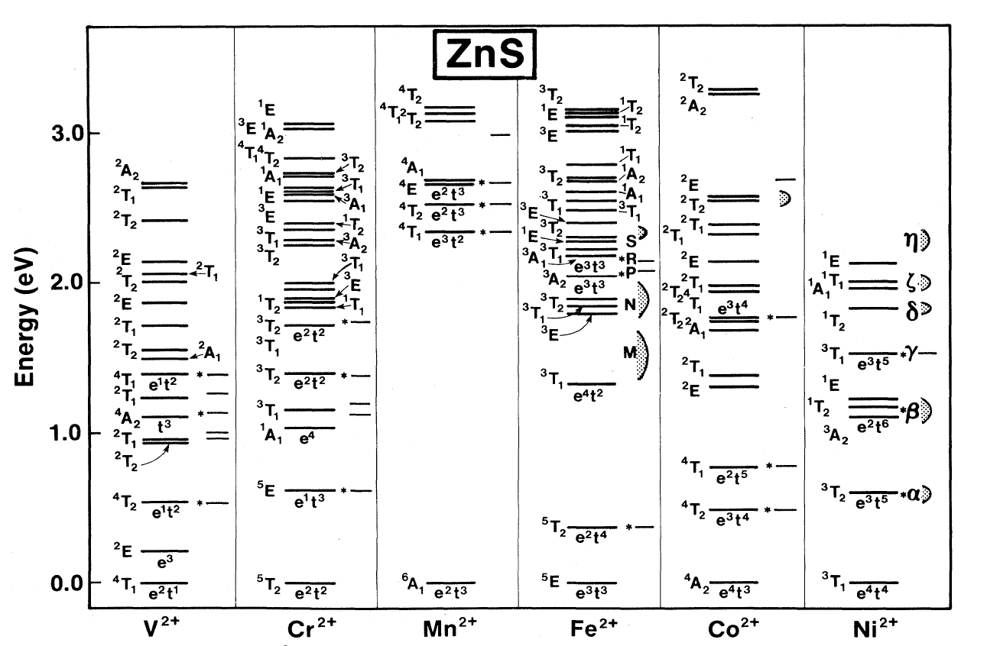 ZnS
Energy (eV)
3.0
2.0
1.0
0.0
²A₂
²T₁
²T₂
²E
²T₂
²T₁
²E
²T₁
²T₂
²A₁
⁴T₁
e¹t²
*
²T₁
⁴A₂
t³
*
²T₁
²T₂
⁴T₂
e¹t²
*
²E
e³
⁴T₁
e²t¹
V²⁺
¹E
³E ¹A₂
⁴T₁ ⁴T₂
³T₂
¹A₁
³T₁
¹E
³A₁
³E
¹T₂
³T₁
³A₂
³T₂
³T₁
³E
¹T₂
¹T₁
³T₂
e²t²
*
³T₁
³T₂
e²t²
*
³T₁
¹A₁
e⁴
⁵E
e¹t³
*
⁵T₂
e²t²
Cr²⁺
⁴T₂
⁴T₁ ²T₂
⁴A₁
⁴E
*
e²t³
⁴T₂
*
e²t³
⁴T₁
*
e³t²
⁶A₁
e²t³
Mn²⁺
³T₂
¹T₂
¹E
¹T₂
³E
¹T₁
³T₂
¹A₂
¹A₁
³T₁
³T₁
³E
³T₂
S
¹E
³T₁
*R
³A₁
e³t³
*P
³A₂
e³t³
³T₂
N
³T₁
³E
M
³T₁
e⁴t²
⁵T₂
e²t⁴
*
⁵E
e³t³
Fe²⁺
²T₂
²A₂
²E
²T₂
²T₁
²T₁
²E
²T₁
²T₂ ⁴T₁
e³t⁴
*
²T₂ ²A₁
²T₁
²E
⁴T₁
e²t⁵
*
⁴T₂
e³t⁴
*
⁴A₂
e⁴t³
Co²⁺
η
¹E
¹T₁
ζ
¹A₁
δ
¹T₂
³T₁
e³t⁵
*γ
¹E
¹T₂
*β
e²t⁶
³A₂
³T₂
e³t⁵
*α
³T₁
e⁴t⁴
Ni²⁺